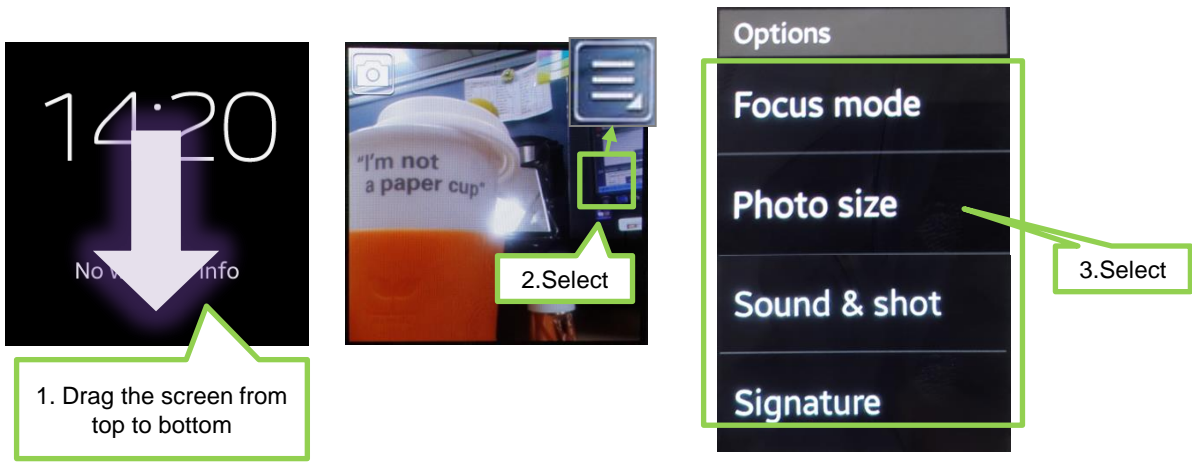 14:20
No info
1. Drag the screen from
top to bottom
"I'm not
a paper cup"
2.Select
Options
Focus mode
Photo size
Sound & shot
Signature
3.Select